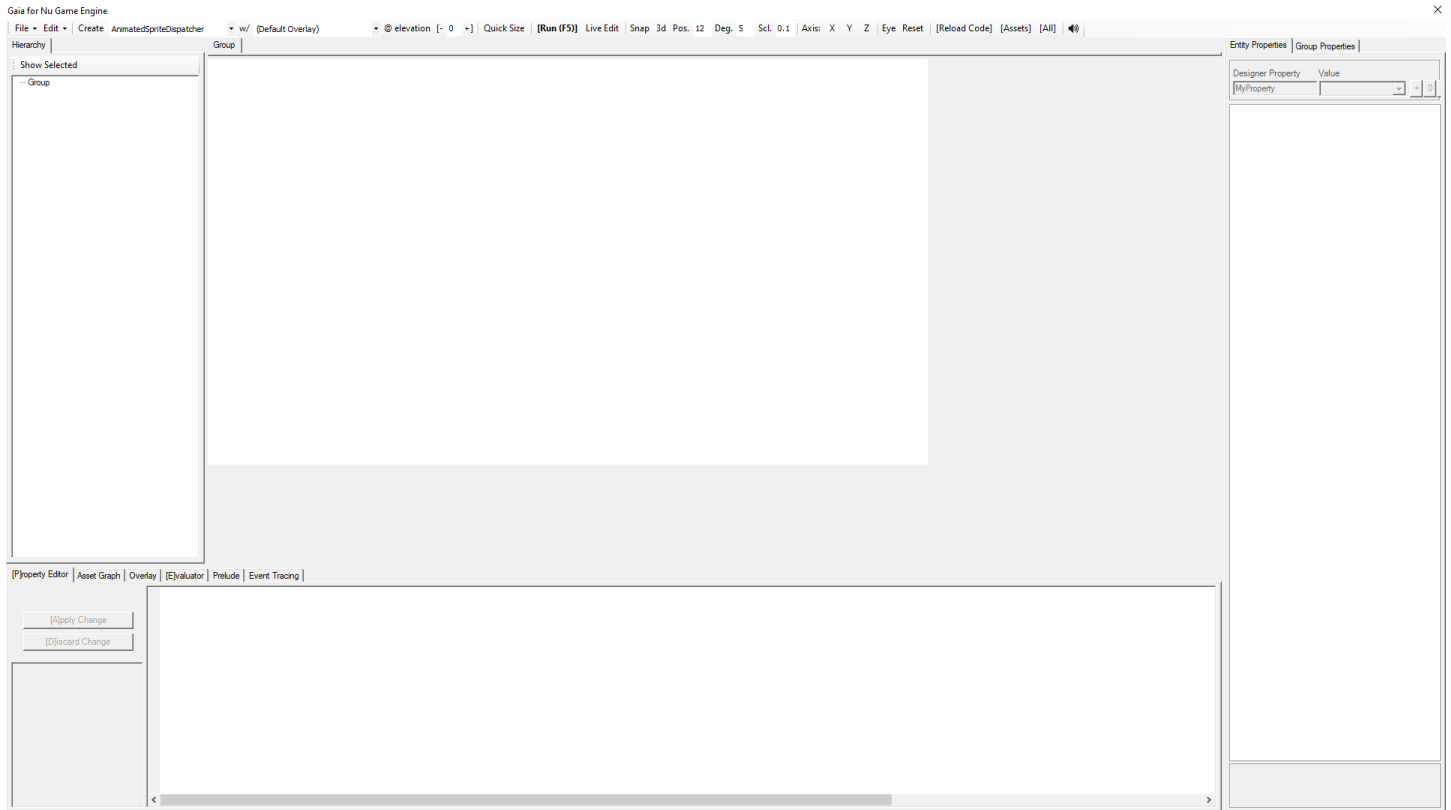 Gaia for Nu Game Engine
File Edit Create AnimatedSpriteDispatcher w/ (Default Overlay) @ elevation [- 0 +] Quick Size [Run (F5)] Live Edit Snap 3d Pos. 12 Deg. 5 Scl. 0.1 Axis: X Y Z Eye Reset [Reload Code] [Assets] [All]
Hierarchy
Show Selected
Group
Group
Entity Properties Group Properties
Designer Property Value
MyProperty + 0
[P]roperty Editor Asset Graph Overlay [E]valuator Prelude Event Tracing
[A]pply Change
[D]iscard Change